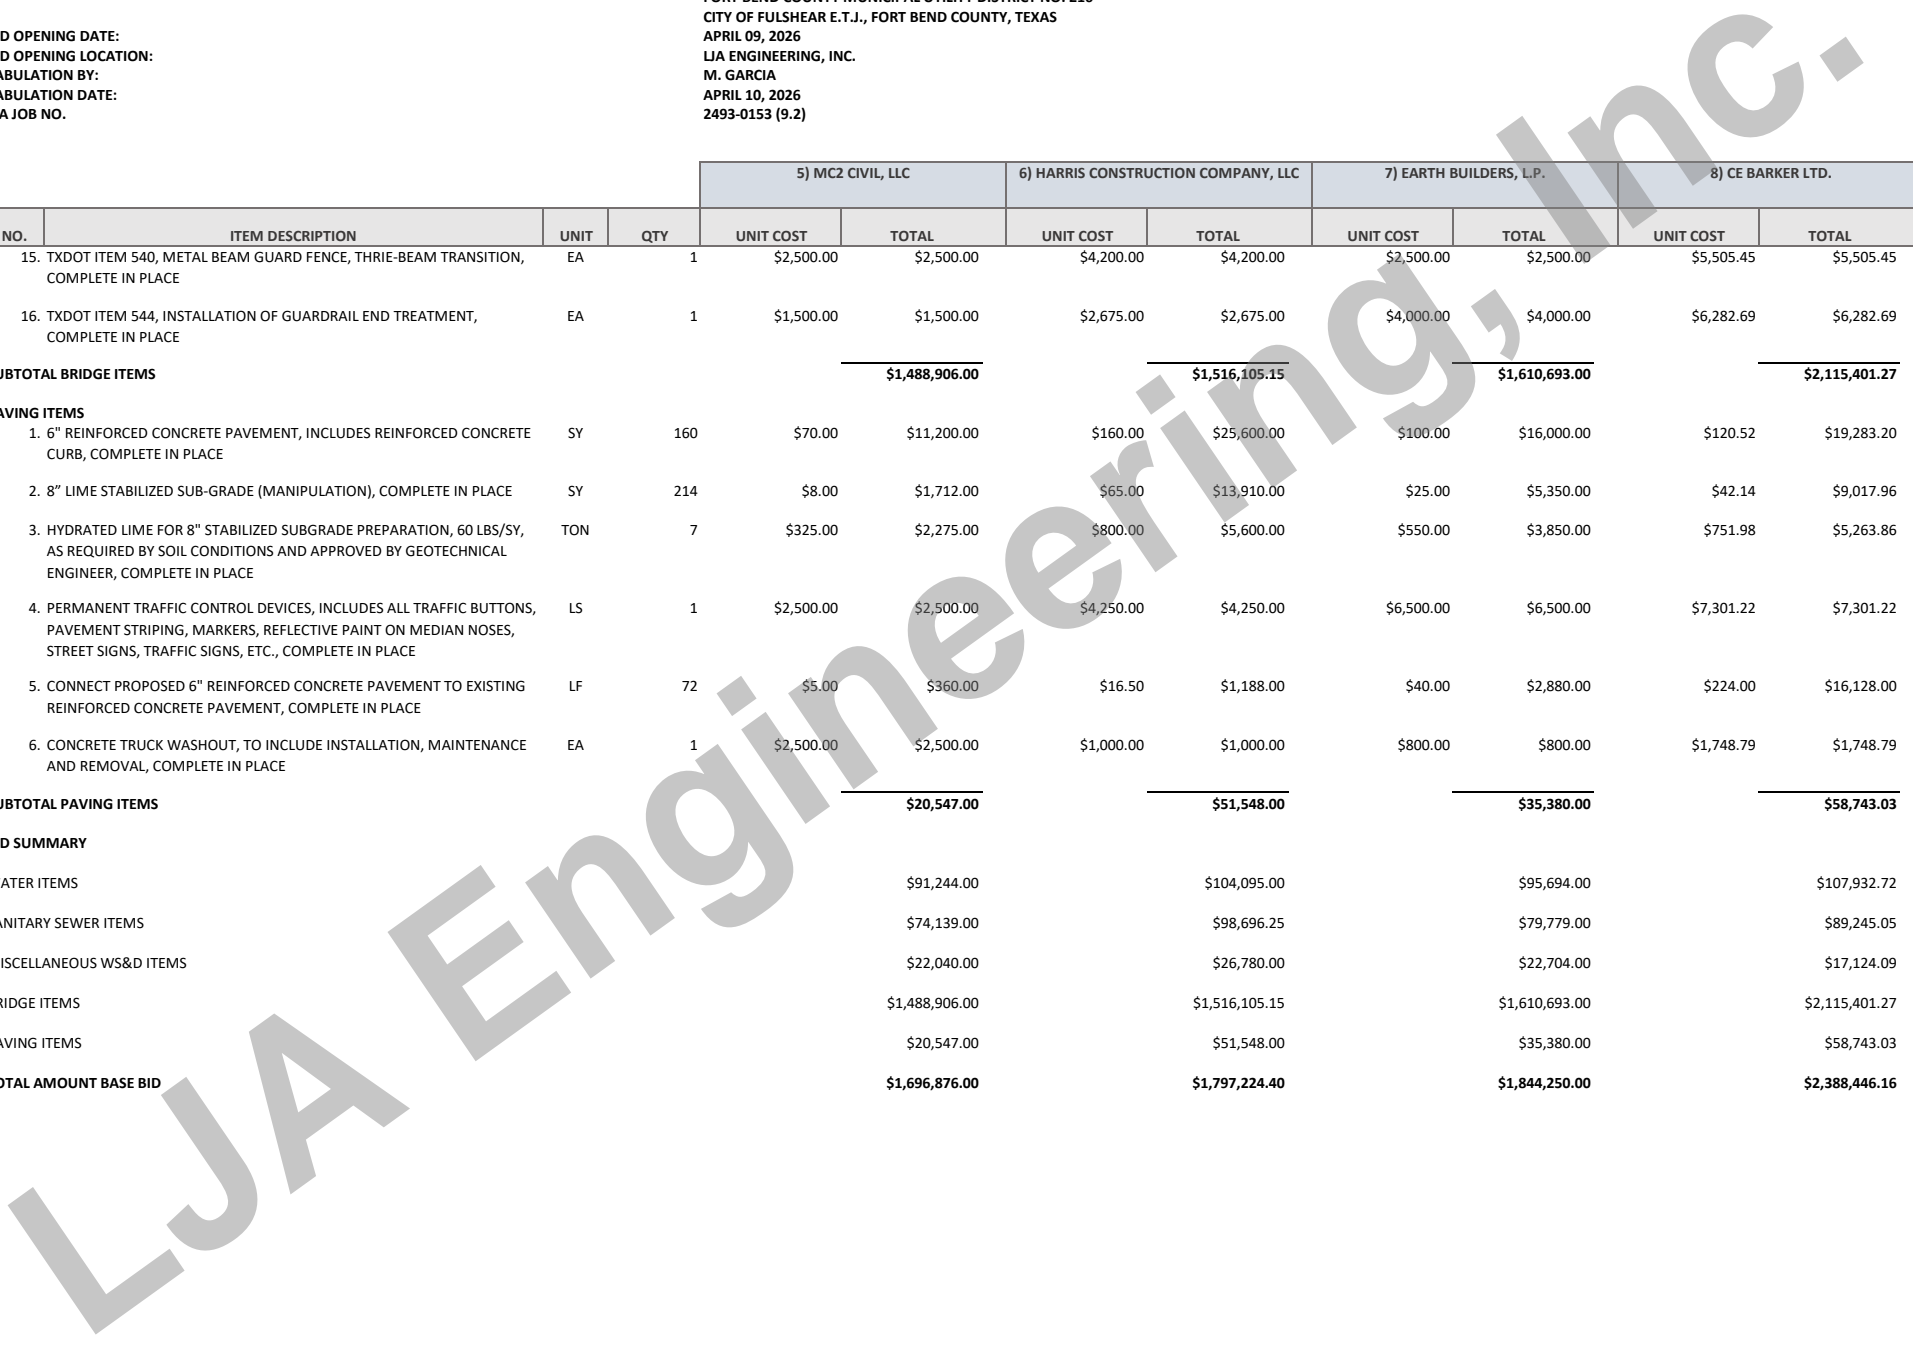 CITY OF FULSHEAR E.T.J., FORT BEND COUNTY, TEXAS
D OPENING DATE: APRIL 09, 2026
D OPENING LOCATION: LJA ENGINEERING, INC.
ABULATION BY: M. GARCIA
ABULATION DATE: APRIL 10, 2026
A JOB NO. 2493-0153 (9.2)
5) MC2 CIVIL, LLC 6) HARRIS CONSTRUCTION COMPANY, LLC 7) EARTH BUILDERS, L.P. 8) CE BARKER LTD.
NO. ITEM DESCRIPTION UNIT QTY UNIT COST TOTAL UNIT COST TOTAL UNIT COST TOTAL UNIT COST TOTAL
15. TXDOT ITEM 540, METAL BEAM GUARD FENCE, THRIE-BEAM TRANSITION, EA 1 $2,500.00 $2,500.00 $4,200.00 $4,200.00 $2,500.00 $2,500.00 $5,505.45 $5,505.45
COMPLETE IN PLACE
16. TXDOT ITEM 544, INSTALLATION OF GUARDRAIL END TREATMENT, EA 1 $1,500.00 $1,500.00 $2,675.00 $2,675.00 $4,000.00 $4,000.00 $6,282.69 $6,282.69
COMPLETE IN PLACE
UBTOTAL BRIDGE ITEMS $1,488,906.00 $1,516,105.15 $1,610,693.00 $2,115,401.27
AVING ITEMS
1. 6" REINFORCED CONCRETE PAVEMENT, INCLUDES REINFORCED CONCRETE SY 160 $70.00 $11,200.00 $160.00 $25,600.00 $100.00 $16,000.00 $120.52 $19,283.20
CURB, COMPLETE IN PLACE
2. 8” LIME STABILIZED SUB-GRADE (MANIPULATION), COMPLETE IN PLACE SY 214 $8.00 $1,712.00 $65.00 $13,910.00 $25.00 $5,350.00 $42.14 $9,017.96
3. HYDRATED LIME FOR 8" STABILIZED SUBGRADE PREPARATION, 60 LBS/SY, TON 7 $325.00 $2,275.00 $800.00 $5,600.00 $550.00 $3,850.00 $751.98 $5,263.86
AS REQUIRED BY SOIL CONDITIONS AND APPROVED BY GEOTECHNICAL
ENGINEER, COMPLETE IN PLACE
4. PERMANENT TRAFFIC CONTROL DEVICES, INCLUDES ALL TRAFFIC BUTTONS, LS 1 $2,500.00 $2,500.00 $4,250.00 $4,250.00 $6,500.00 $6,500.00 $7,301.22 $7,301.22
PAVEMENT STRIPING, MARKERS, REFLECTIVE PAINT ON MEDIAN NOSES,
STREET SIGNS, TRAFFIC SIGNS, ETC., COMPLETE IN PLACE
5. CONNECT PROPOSED 6" REINFORCED CONCRETE PAVEMENT TO EXISTING LF 72 $5.00 $360.00 $16.50 $1,188.00 $40.00 $2,880.00 $224.00 $16,128.00
REINFORCED CONCRETE PAVEMENT, COMPLETE IN PLACE
6. CONCRETE TRUCK WASHOUT, TO INCLUDE INSTALLATION, MAINTENANCE EA 1 $2,500.00 $2,500.00 $1,000.00 $1,000.00 $800.00 $800.00 $1,748.79 $1,748.79
AND REMOVAL, COMPLETE IN PLACE
UBTOTAL PAVING ITEMS $20,547.00 $51,548.00 $35,380.00 $58,743.03
D SUMMARY
ATER ITEMS $91,244.00 $104,095.00 $95,694.00 $107,932.72
ANITARY SEWER ITEMS $74,139.00 $98,696.25 $79,779.00 $89,245.05
ISCELLANEOUS WS&D ITEMS $22,040.00 $26,780.00 $22,704.00 $17,124.09
RIDGE ITEMS $1,488,906.00 $1,516,105.15 $1,610,693.00 $2,115,401.27
AVING ITEMS $20,547.00 $51,548.00 $35,380.00 $58,743.03
OTAL AMOUNT BASE BID $1,696,876.00 $1,797,224.40 $1,844,250.00 $2,388,446.16
LJA Engineering, Inc.